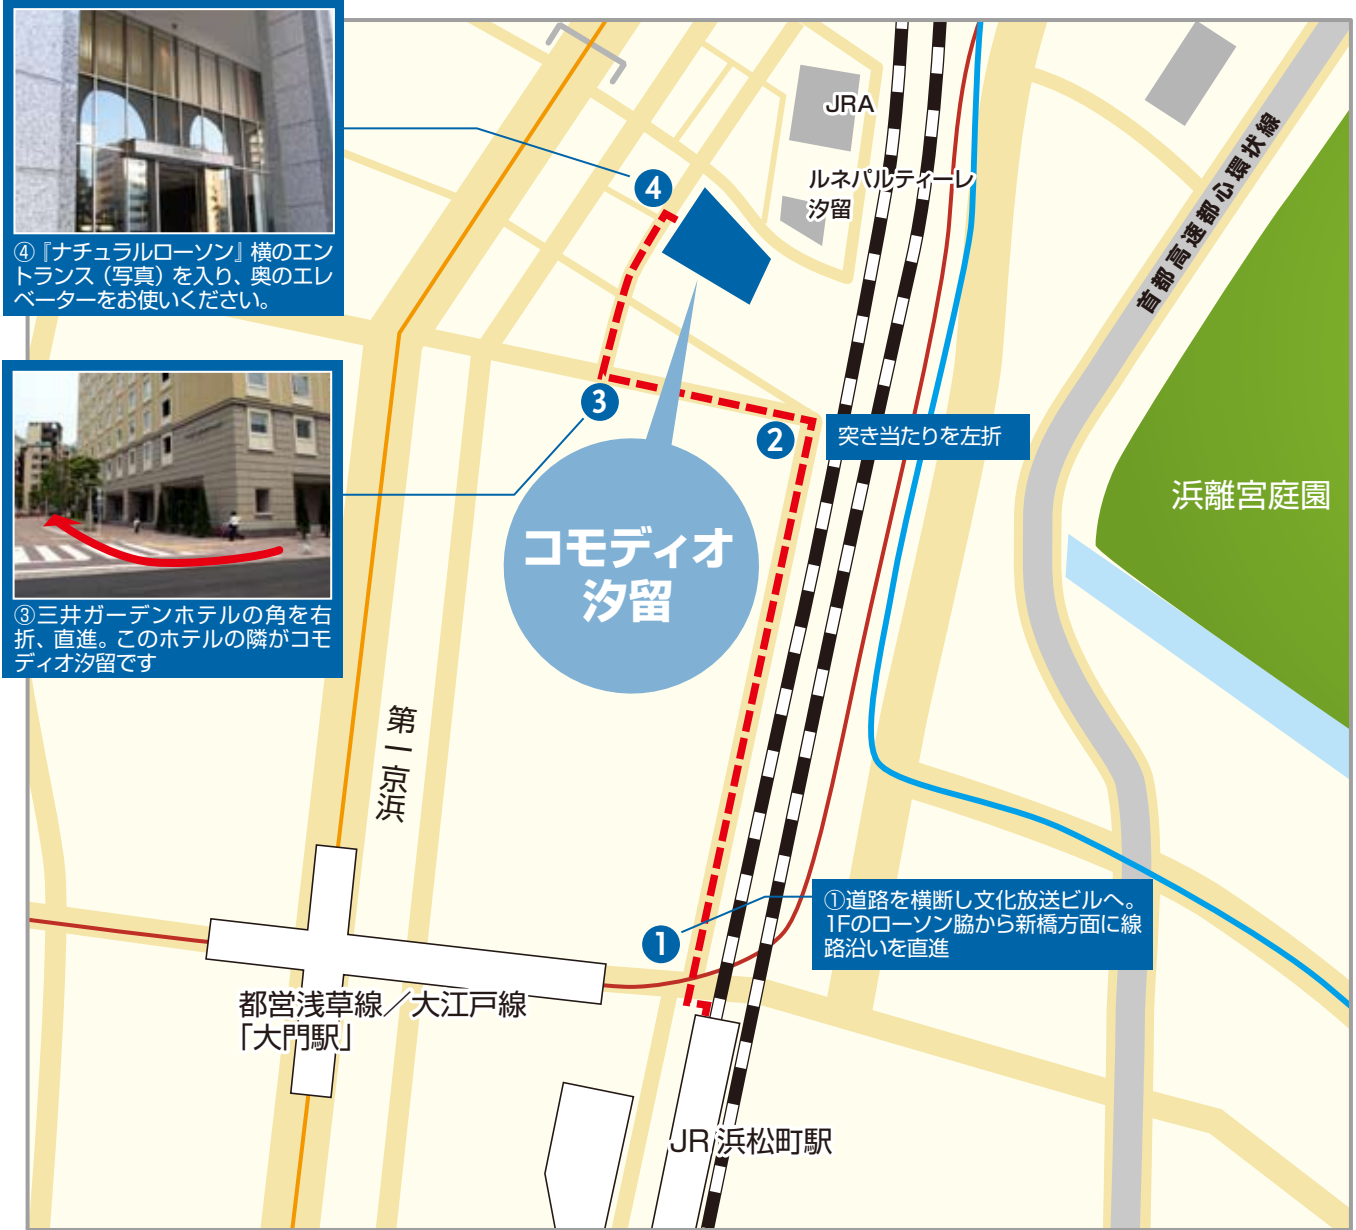 ④『ナチュラルローソン』横のエン
トランス（写真）を入り、奥のエレ
ベーターをお使いください。
JRA
ルネパルティーレ
汐留
首都高速都心環状線
4
3
2
突き当たりを左折
浜離宮庭園
コモディオ
汐留
③三井ガーデンホテルの角を右
折、直進。このホテルの隣がコモ
ディオ汐留です
第一京浜
1
①道路を横断し文化放送ビルへ。
1Fのローソン脇から新橋方面に線
路沿いを直進
都営浅草線／大江戸線
「大門駅」
JR 浜松町駅